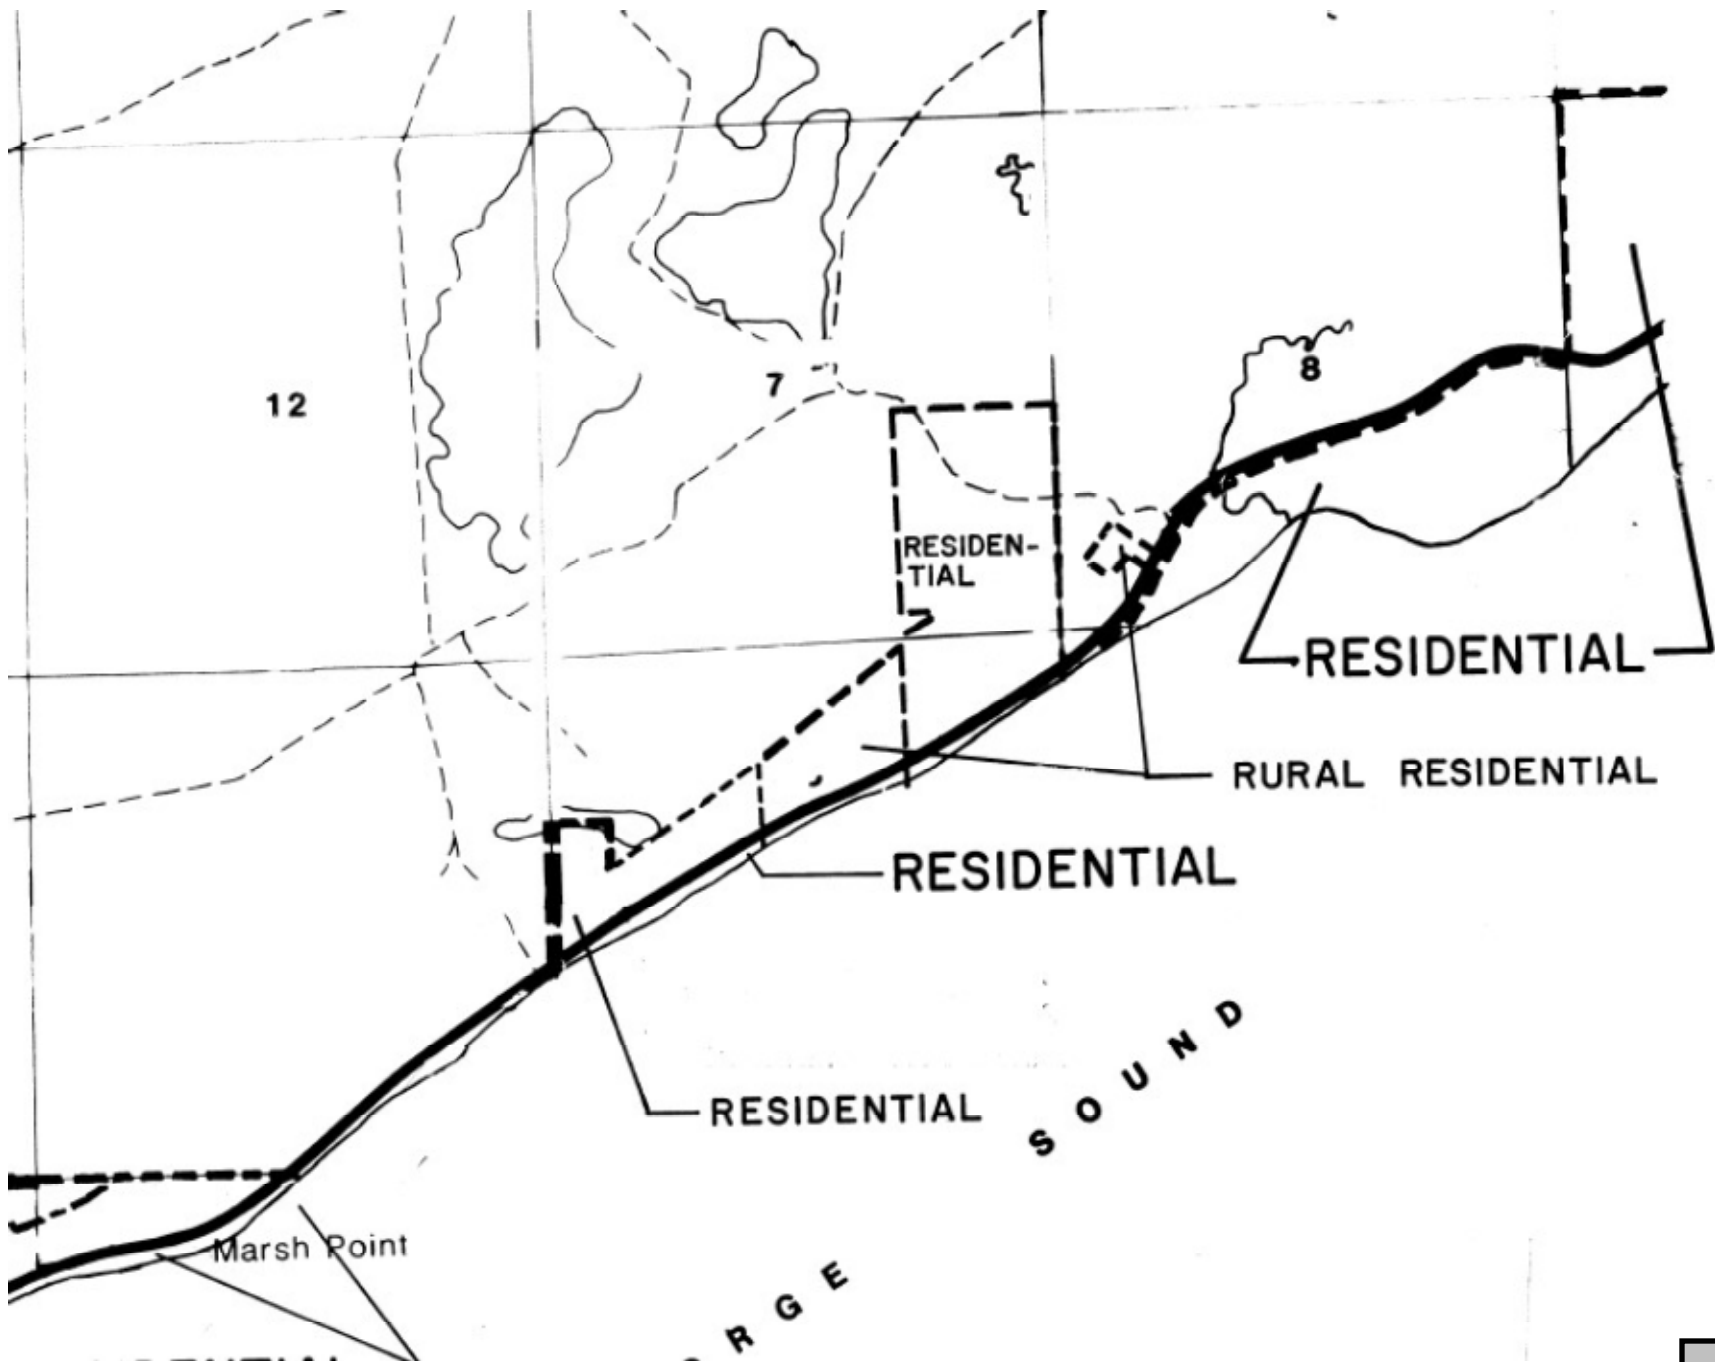 8
7
12
RESIDEN-
TIAL
RESIDENTIAL
RURAL RESIDENTIAL
RESIDENTIAL
SOUND
RESIDENTIAL
Marsh Point
RGE